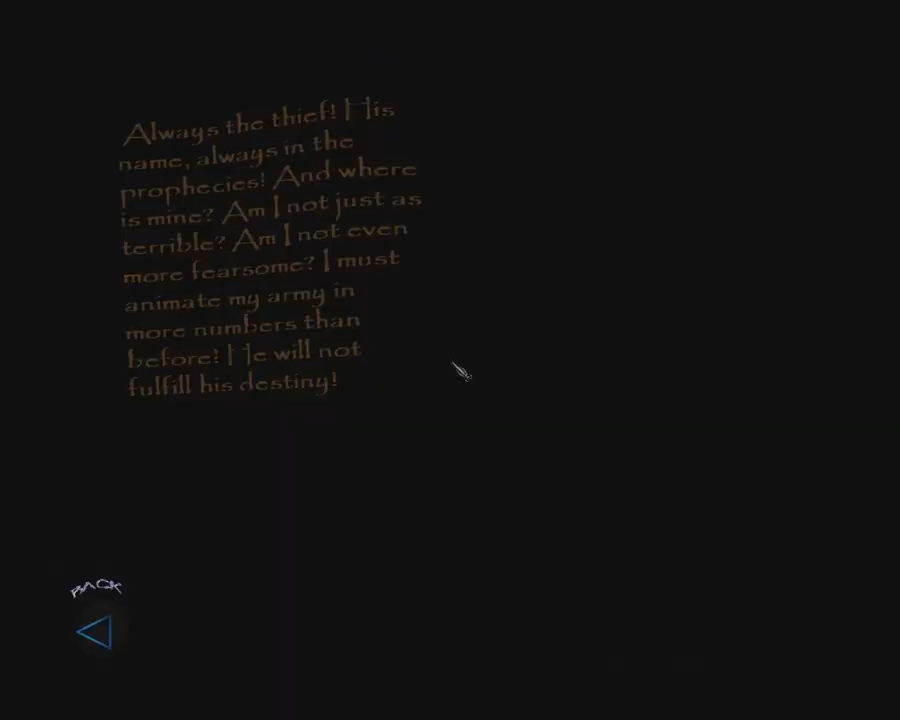 Always the thief! His
name, always in the
prophecies! And where
is mine? Am I not just as
terrible? Am I not even
more fearsome? I must
animate my army in
more numbers than
before! He will not
fulfill his destiny!
BACK